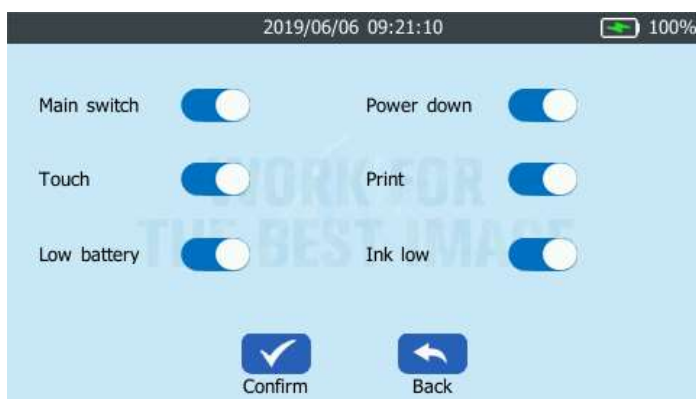 2019/06/06 09:21:10 100%
Main switch Power down
Touch Print
WORK FOR
THE BEST IMAGE
Low battery Ink low
Confirm Back